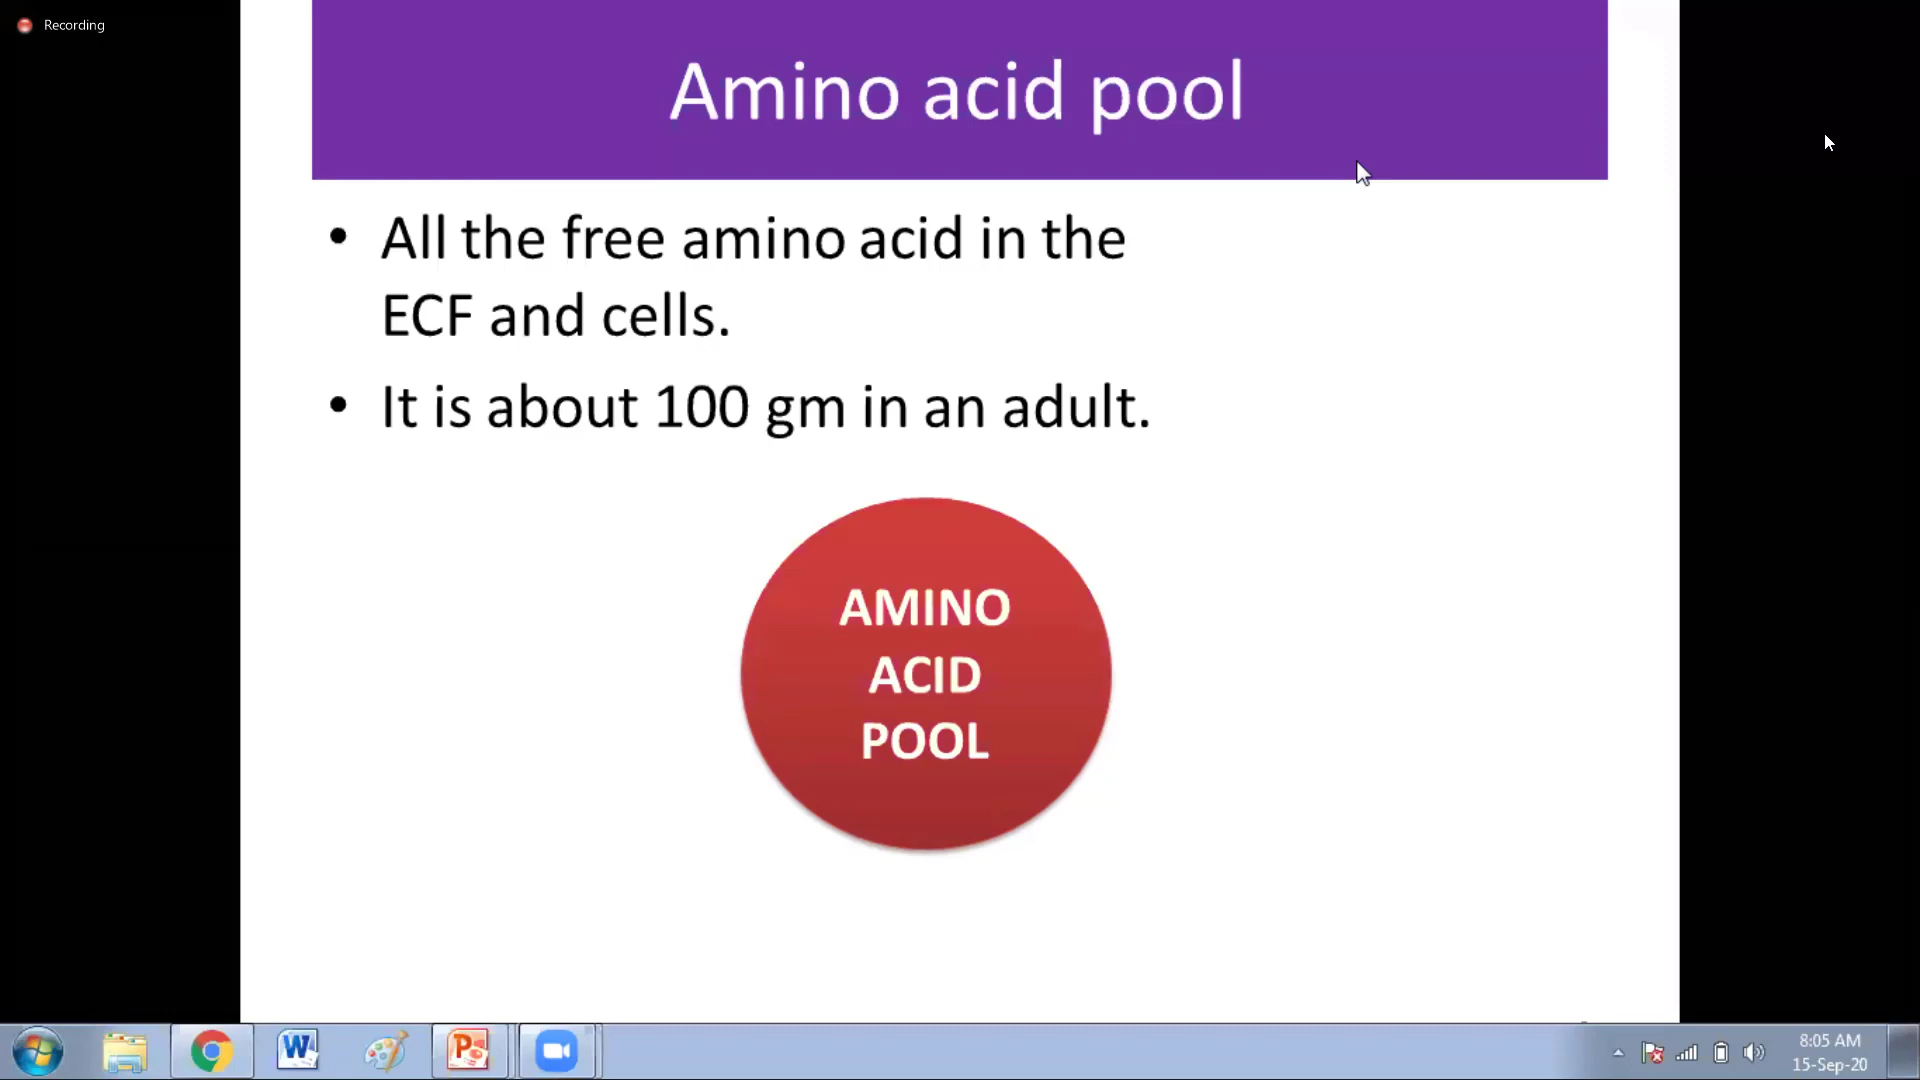 Recording
Amino acid pool
• All the free amino acid in the
ECF and cells.
• It is about 100 gm in an adult.
AMINO
ACID
POOL
8:05 AM
15-Sep-20